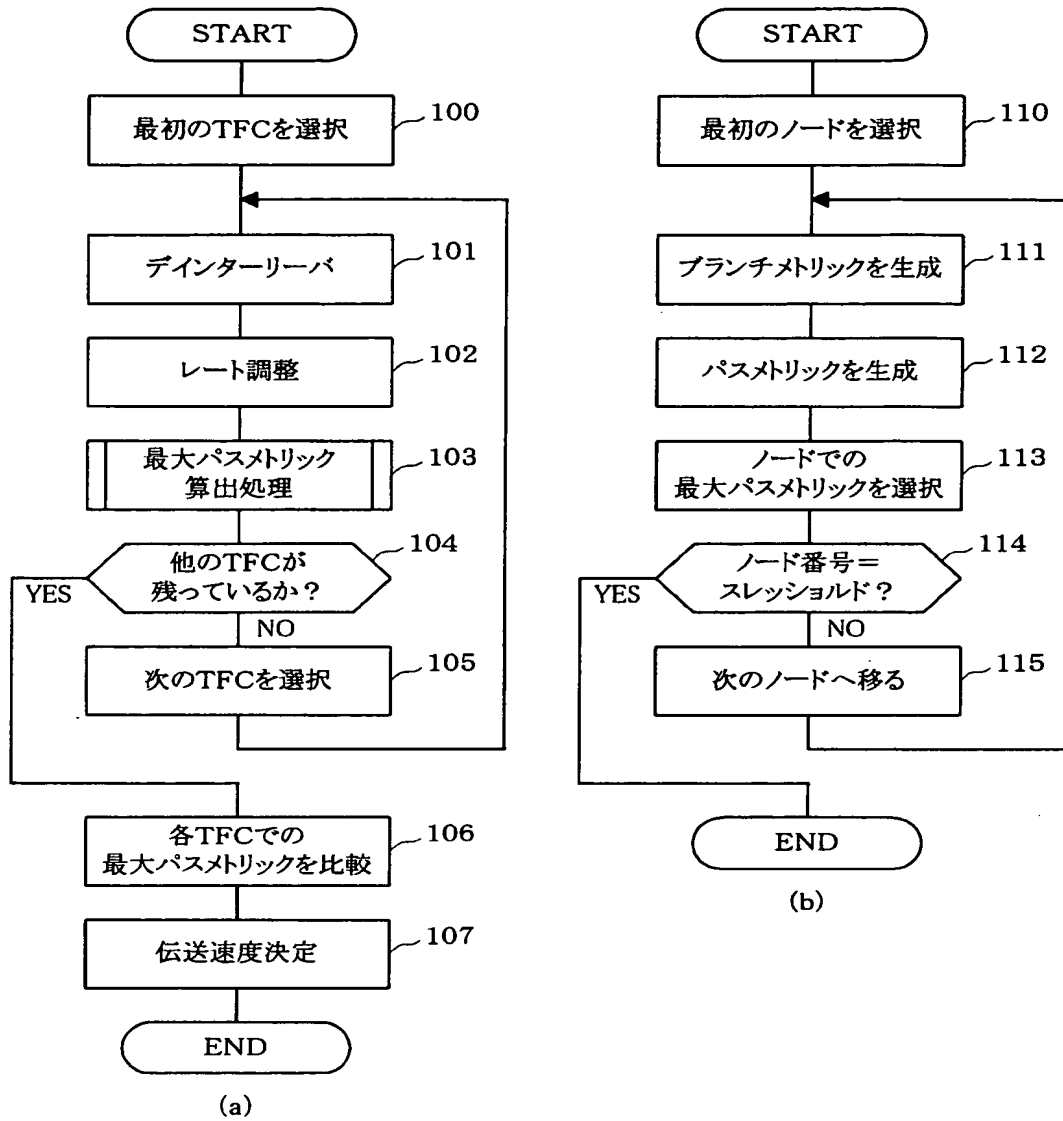 START
最初のTFCを選択
100
デインターリーバ
101
レート調整
102
最大パスメトリック
算出処理
103
他のTFCが
残っているか？
104
YES
NO
次のTFCを選択
105
各TFCでの
最大パスメトリックを比較
106
伝送速度決定
107
END
(a)
START
最初のノードを選択
110
ブランチメトリックを生成
111
パスメトリックを生成
112
ノードでの
最大パスメトリックを選択
113
ノード番号＝
スレッショルド？
114
YES
NO
次のノードへ移る
115
END
(b)